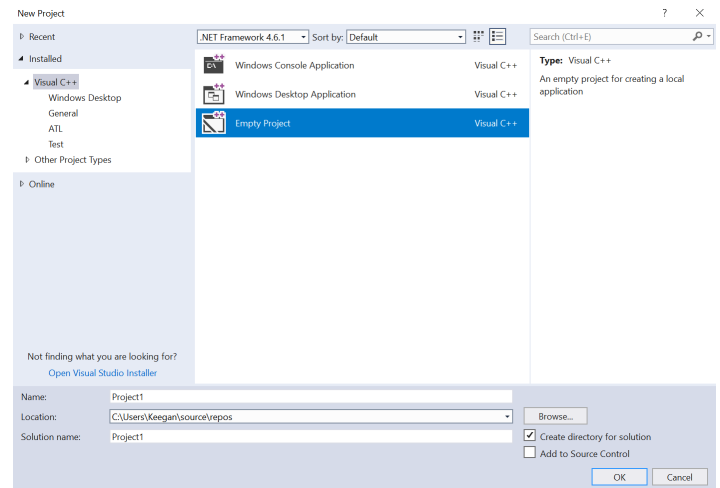 New Project
Recent
.NET Framework 4.6.1 Sort by: Default
Search (Ctrl+E)
Installed
Visual C++
Windows Desktop
General
ATL
Test
Other Project Types
Online
Not finding what you are looking for?
Open Visual Studio Installer
Windows Console Application Visual C++
Windows Desktop Application Visual C++
Empty Project Visual C++
Type: Visual C++
An empty project for creating a local
application
Name: Project1
Location: C:\Users\Keegan\source\repos
Browse...
Solution name: Project1
Create directory for solution
Add to Source Control
OK Cancel